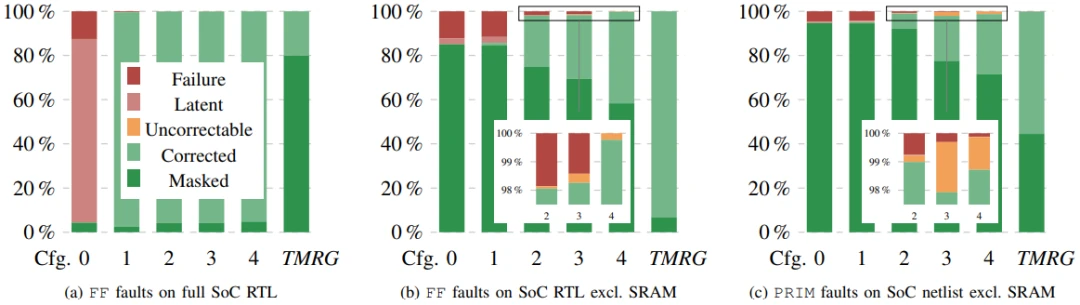 100 %
80 %
60 %
40 %
20 %
0 %
Failure
Latent
Uncorrectable
Corrected
Masked
Cfg. 0 1 2 3 4 TMRG
(a) FF faults on full SoC RTL
100 %
80 %
60 %
40 %
20 %
0 %
100 %
99 %
98 %
2 3 4
Cfg. 0 1 2 3 4 TMRG
(b) FF faults on SoC RTL excl. SRAM
100 %
80 %
60 %
40 %
20 %
0 %
100 %
99 %
98 %
2 3 4
Cfg. 0 1 2 3 4 TMRG
(c) PRIM faults on SoC netlist excl. SRAM